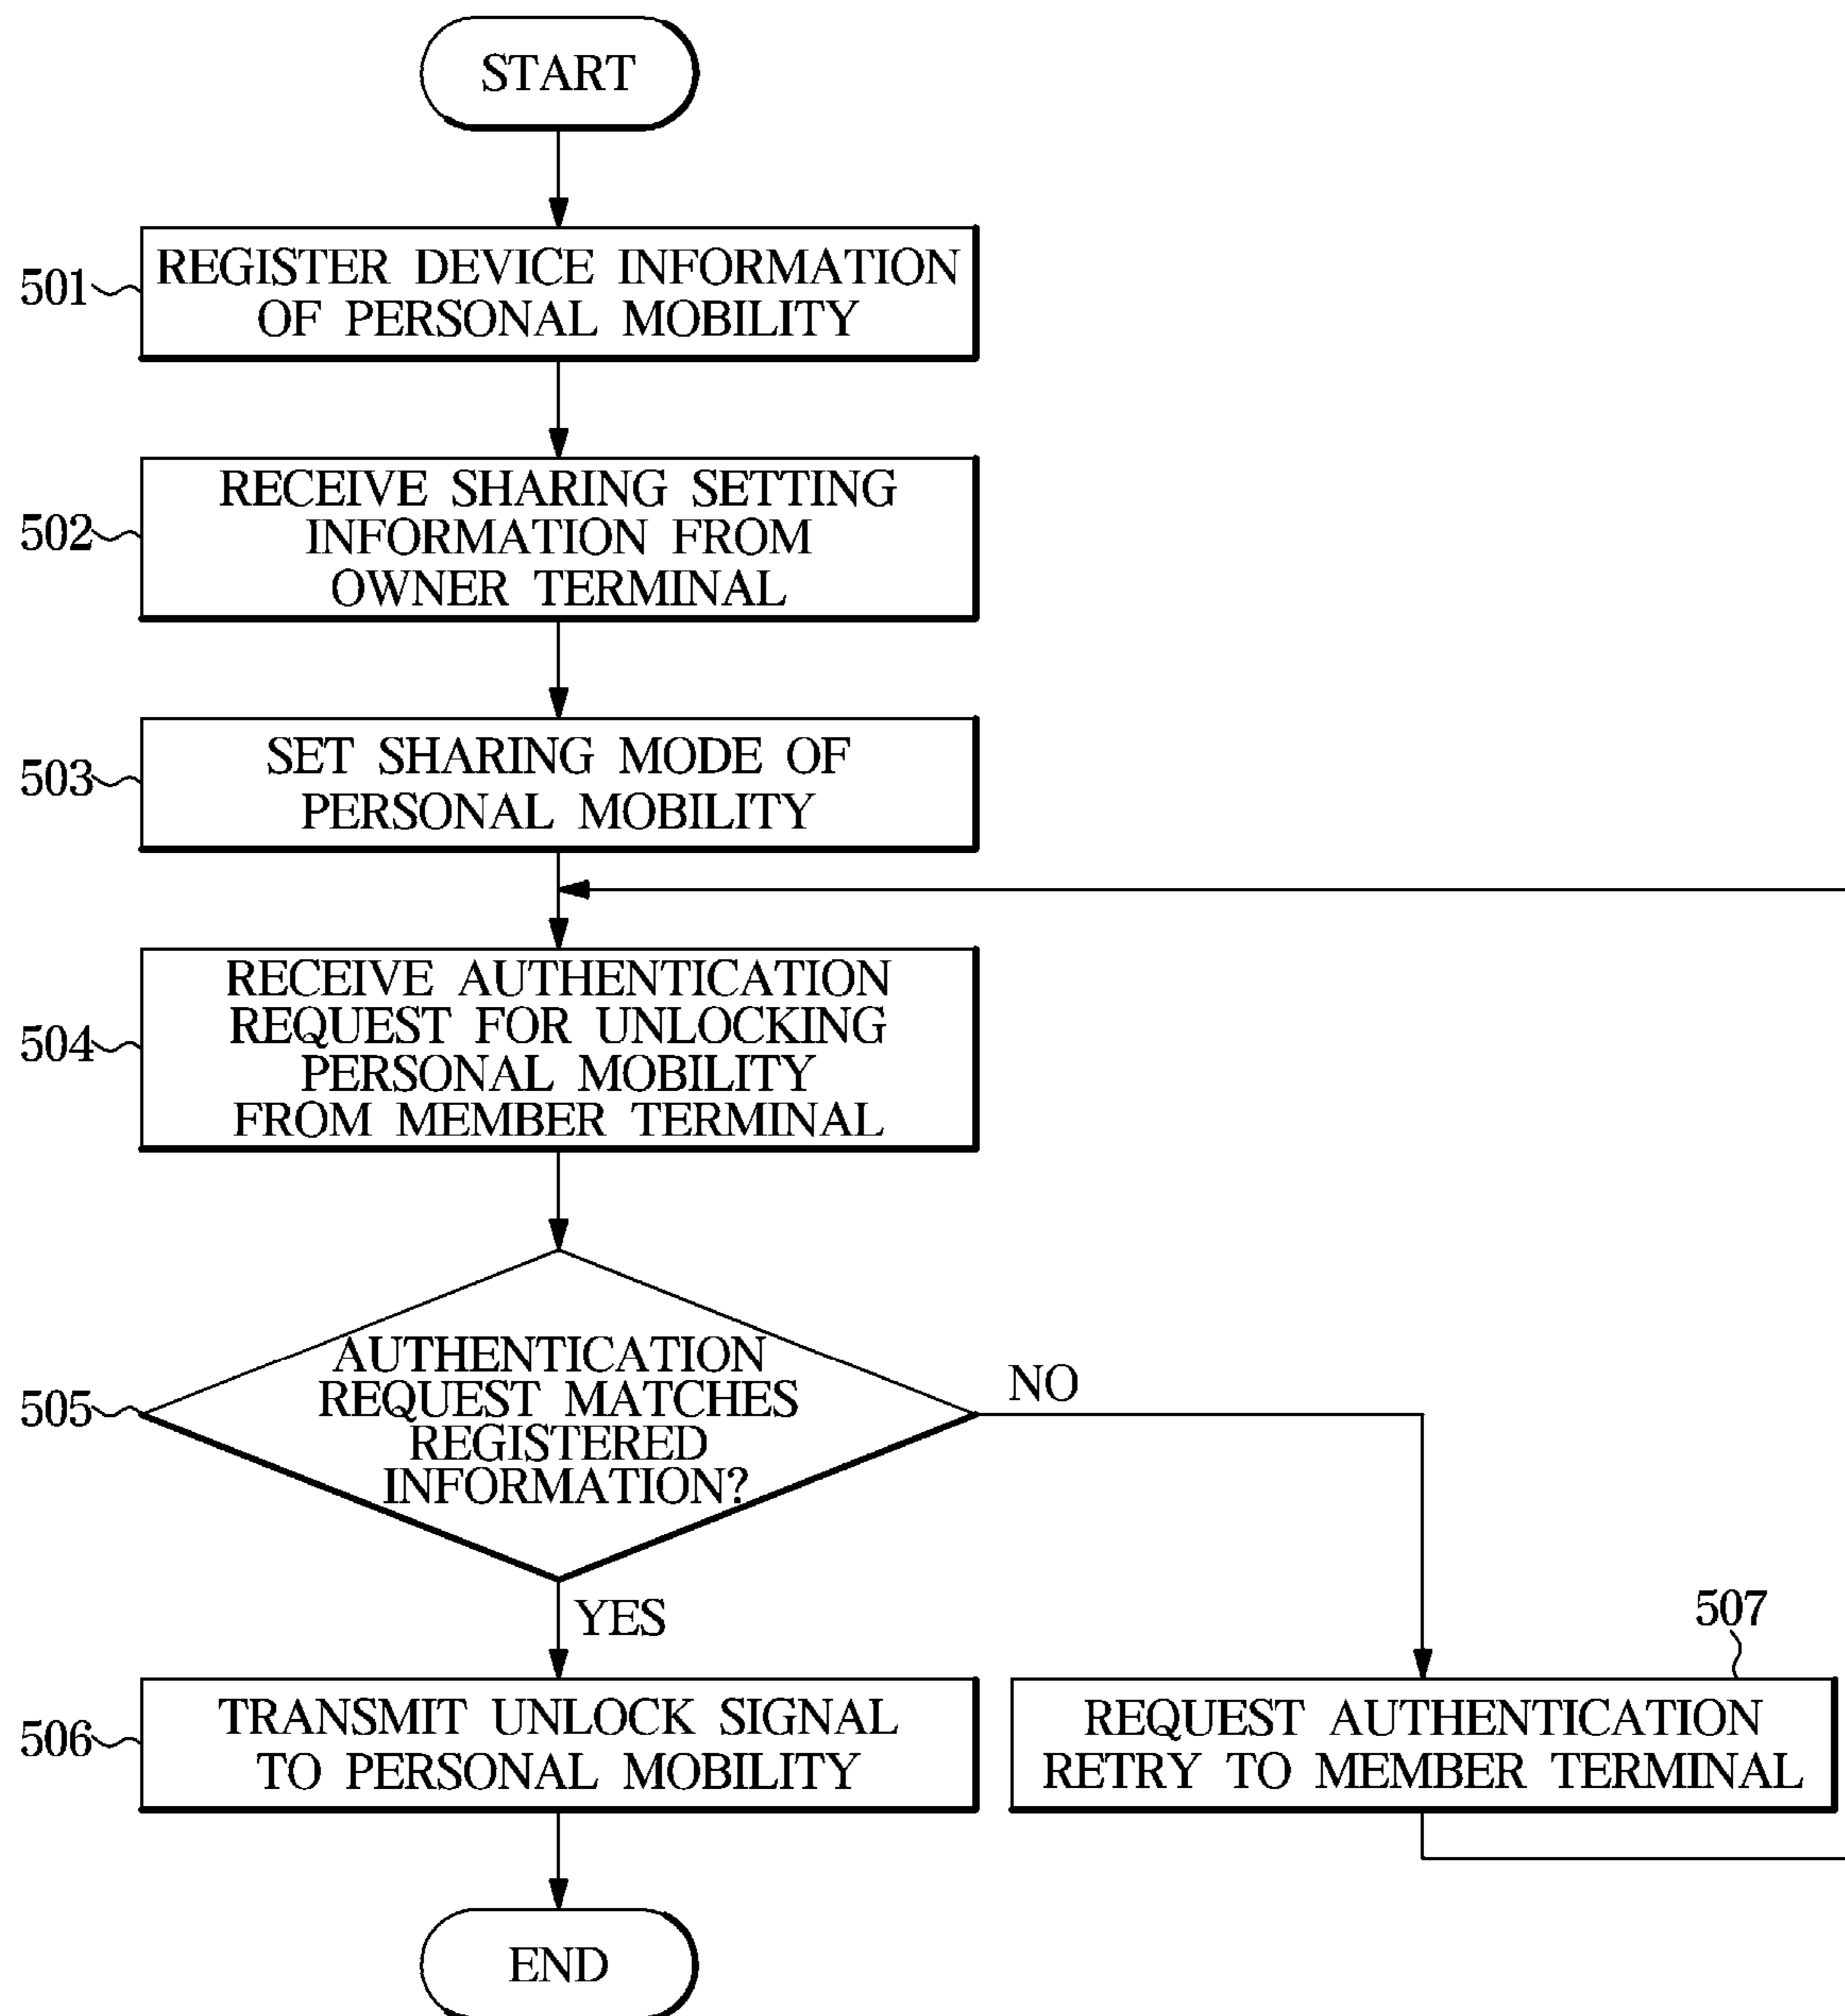 START
501
REGISTER DEVICE INFORMATION
OF PERSONAL MOBILITY
502
RECEIVE SHARING SETTING
INFORMATION FROM
OWNER TERMINAL
503
SET SHARING MODE OF
PERSONAL MOBILITY
504
RECEIVE AUTHENTICATION
REQUEST FOR UNLOCKING
PERSONAL MOBILITY
FROM MEMBER TERMINAL
505
AUTHENTICATION
REQUEST MATCHES
REGISTERED
INFORMATION?
NO
YES
506
TRANSMIT UNLOCK SIGNAL
TO PERSONAL MOBILITY
507
REQUEST AUTHENTICATION
RETRY TO MEMBER TERMINAL
END